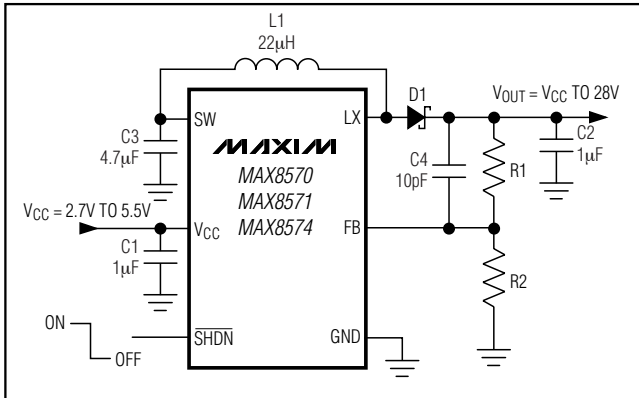 L1
22µH
SW
LX
D1
VOUT = VCC TO 28V
C3
4.7µF
MAXIM
MAX8570
MAX8571
MAX8574
C4
10pF
R1
C2
1µF
VCC = 2.7V TO 5.5V
VCC
FB
C1
1µF
R2
ON
OFF
SHDN
GND